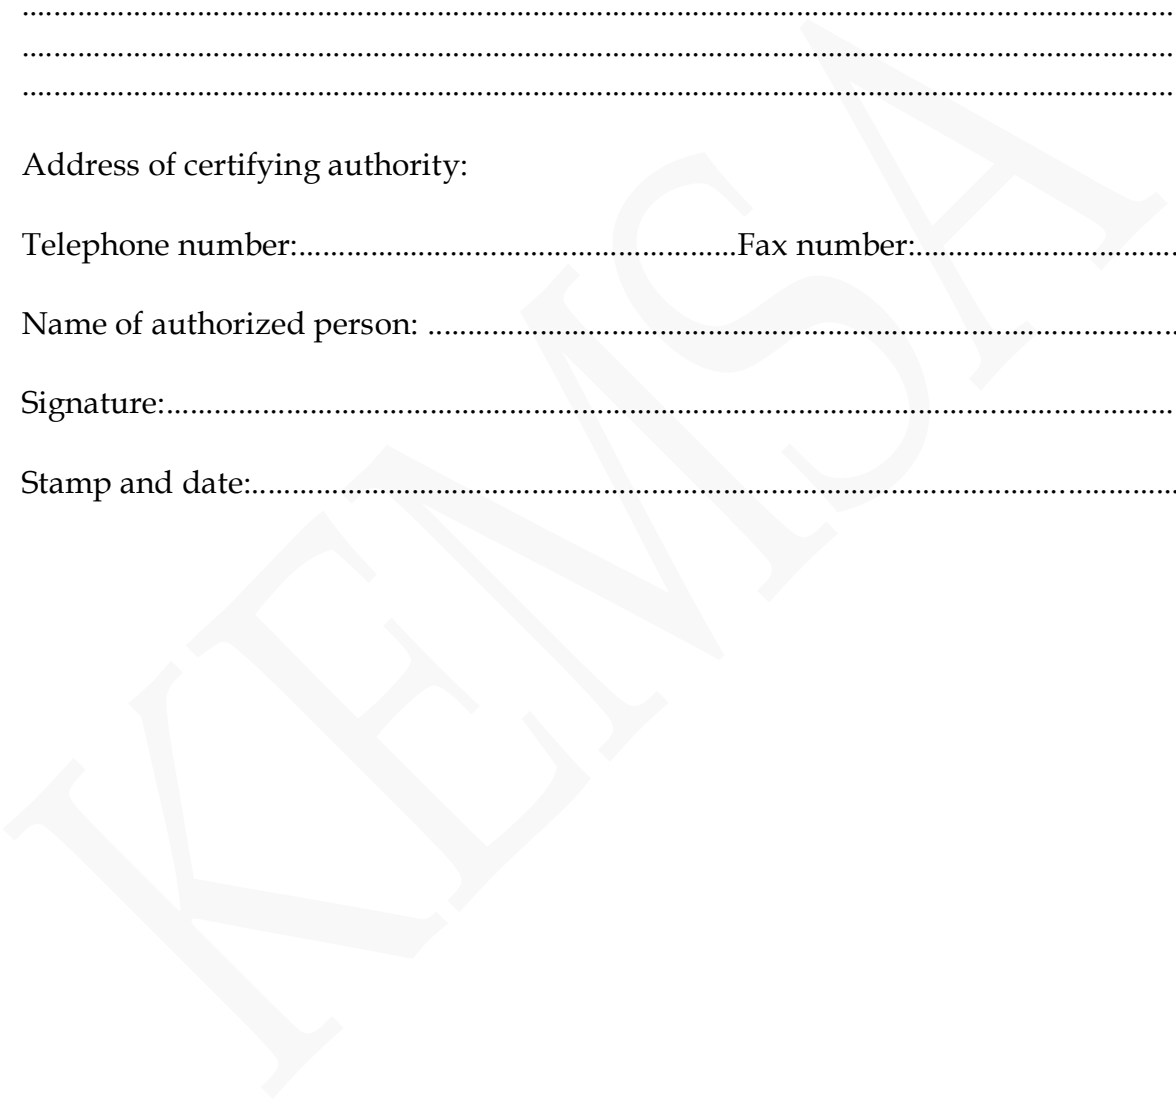 ....................................................................................................................................................
....................................................................................................................................................
....................................................................................................................................................
Address of certifying authority:
Telephone number:........................................................Fax number:.................................
Name of authorized person: ...............................................................................................
Signature:.................................................................................................................................
Stamp and date:......................................................................................................................
KEMSA